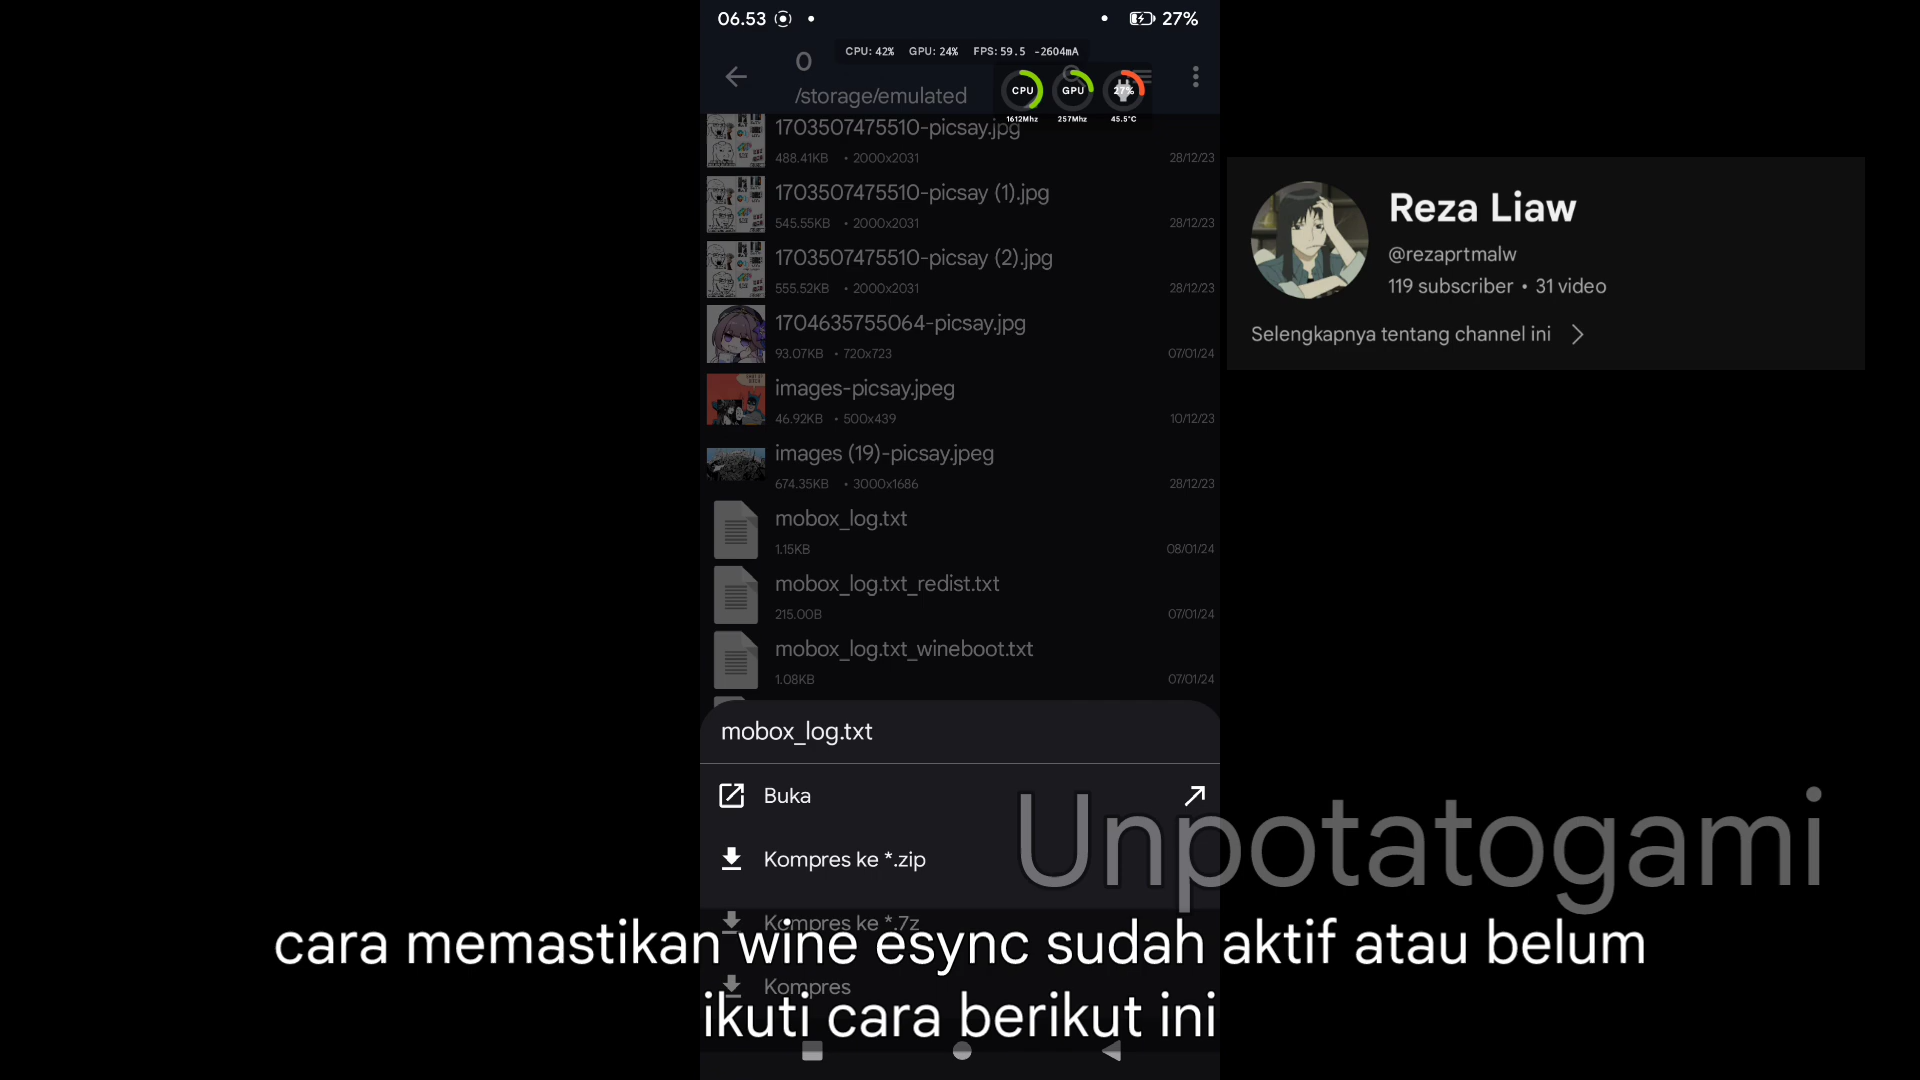 06.53
27%
CPU: 42% GPU: 24% FPS: 59.5 -2604mA
0
/storage/emulated
CPU
GPU
27%
1612Mhz
257Mhz
45.5°C
1703507475510-picsay.jpg
488.41KB • 2000x2031
28/12/23
1703507475510-picsay (1).jpg
545.55KB • 2000x2031
28/12/23
1703507475510-picsay (2).jpg
555.52KB • 2000x2031
28/12/23
1704635755064-picsay.jpg
93.07KB • 720x723
07/01/24
images-picsay.jpeg
46.92KB • 500x439
10/12/23
images (19)-picsay.jpeg
674.35KB • 3000x1686
28/12/23
mobox_log.txt
1.15KB
08/01/24
mobox_log.txt_redist.txt
215.00B
07/01/24
mobox_log.txt_wineboot.txt
1.08KB
07/01/24
mobox_log.txt
Buka
Kompres ke *.zip
Kompres ke *.7z
Kompres
Reza Liaw
@rezaprtmalw
119 subscriber • 31 video
Selengkapnya tentang channel ini
Unpotatogami
cara memastikan wine esync sudah aktif atau belum
ikuti cara berikut ini